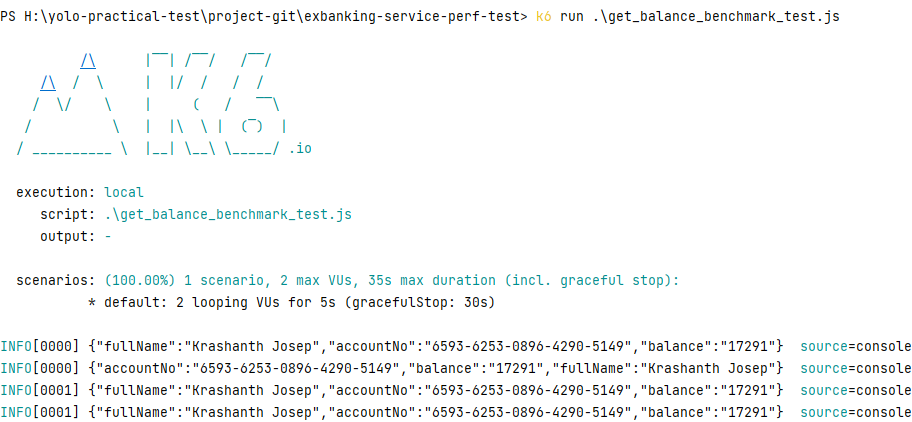 PS H:\yolo-practical-test\project-git\exbanking-service-perf-test> k6 run .\get_balance_benchmark_test.js
          /\      |‾‾| /‾‾/   /‾‾/
     /\  /  \     |  |/  /   /  /
    /  \/    \    |     (   /   ‾‾\
   /          \   |  |\  \ |  (‾)  |
  / __________ \  |__| \__\ \_____/ .io
execution: local
script: .\get_balance_benchmark_test.js
output: -
scenarios: (100.00%) 1 scenario, 2 max VUs, 35s max duration (incl. graceful stop):
* default: 2 looping VUs for 5s (gracefulStop: 30s)
INFO[0000] {"fullName":"Krashanth Josep","accountNo":"6593-6253-0896-4290-5149","balance":"17291"}  source=console
INFO[0000] {"accountNo":"6593-6253-0896-4290-5149","balance":"17291","fullName":"Krashanth Josep"}  source=console
INFO[0001] {"fullName":"Krashanth Josep","accountNo":"6593-6253-0896-4290-5149","balance":"17291"}  source=console
INFO[0001] {"fullName":"Krashanth Josep","accountNo":"6593-6253-0896-4290-5149","balance":"17291"}  source=console